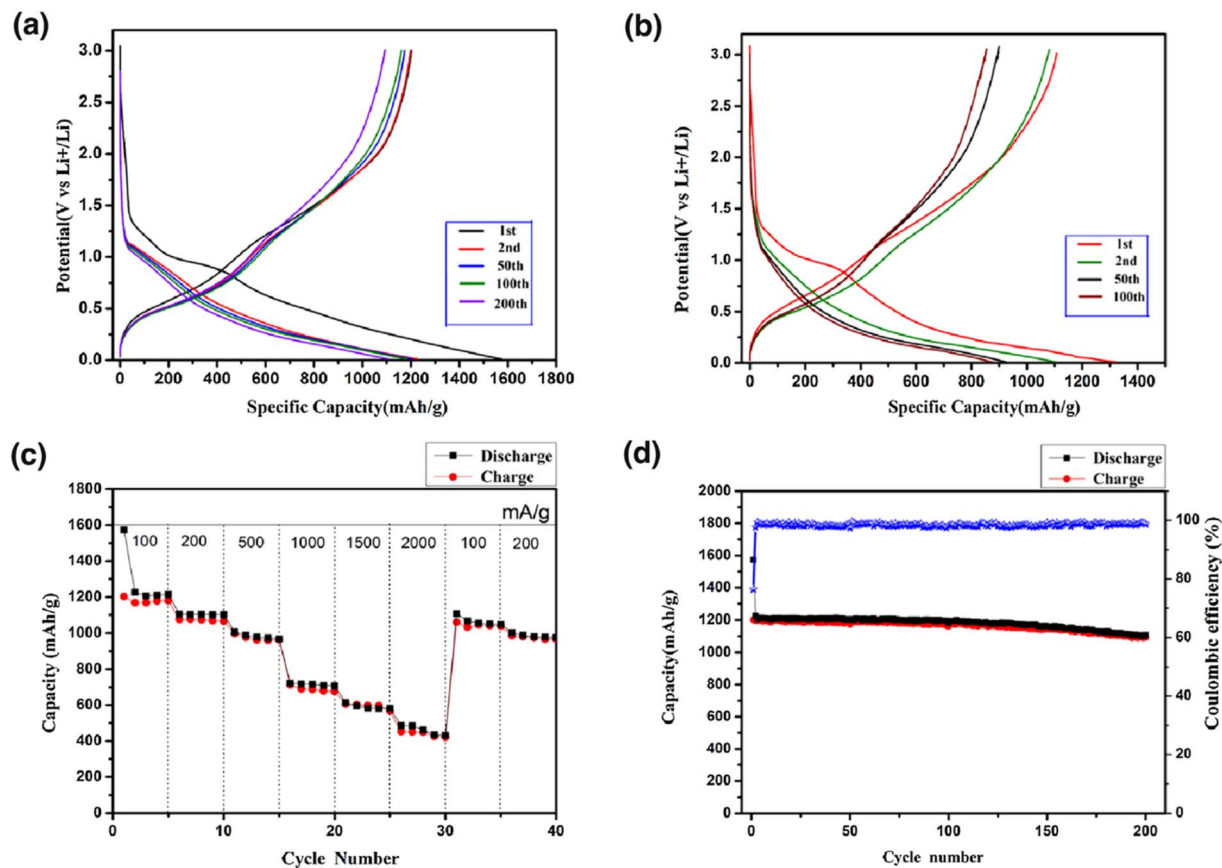 (a)
3.0
2.5
2.0
1.5
1.0
0.5
0.0
Potential(V vs Li+/Li)
1st
2nd
50th
100th
200th
0 200 400 600 800 1000 1200 1400 1600 1800
Specific Capacity(mAh/g)
(b)
3.0
2.5
2.0
1.5
1.0
0.5
0.0
Potential(V vs Li+/Li)
1st
2nd
50th
100th
0 200 400 600 800 1000 1200 1400
Specific Capacity(mAh/g)
(c)
Discharge
Charge
1800
1600
1400
1200
1000
800
600
400
200
0
Capacity (mAh/g)
mA/g
100 200 500 1000 1500 2000 100 200
0 10 20 30 40
Cycle Number
(d)
Discharge
Charge
2000
1800
1600
1400
1200
1000
800
600
400
200
0
Capacity(mAh/g)
100
75
60
50
40
25
0
Coulombic efficiency (%)
0 50 100 150 200
Cycle number